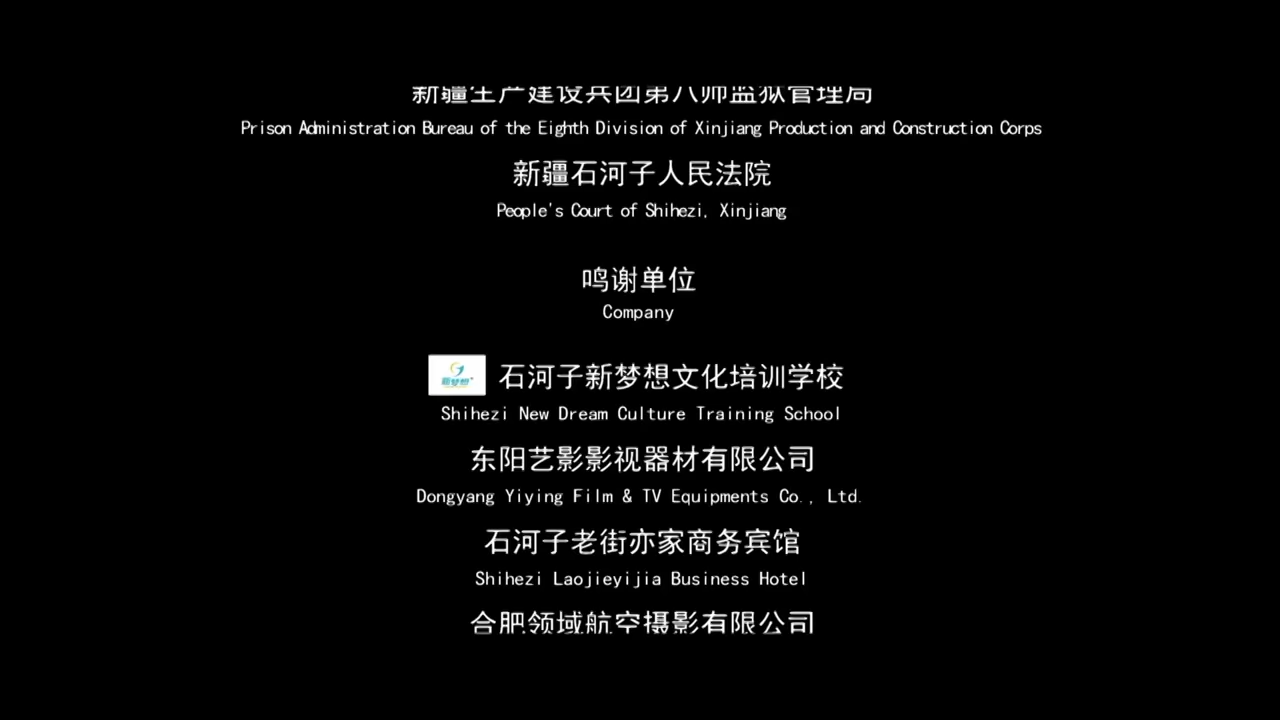 新疆生产建设兵团第八师监狱管理局
Prison Administration Bureau of the Eighth Division of Xinjiang Production and Construction Corps
新疆石河子人民法院
People's Court of Shihezi, Xinjiang
鸣谢单位
Company
新梦想
石河子新梦想文化培训学校
Shihezi New Dream Culture Training School
东阳艺影影视器材有限公司
Dongyang Yiying Film & TV Equipments Co., Ltd.
石河子老街亦家商务宾馆
Shihezi Laojieyijia Business Hotel
合肥领域航空摄影有限公司